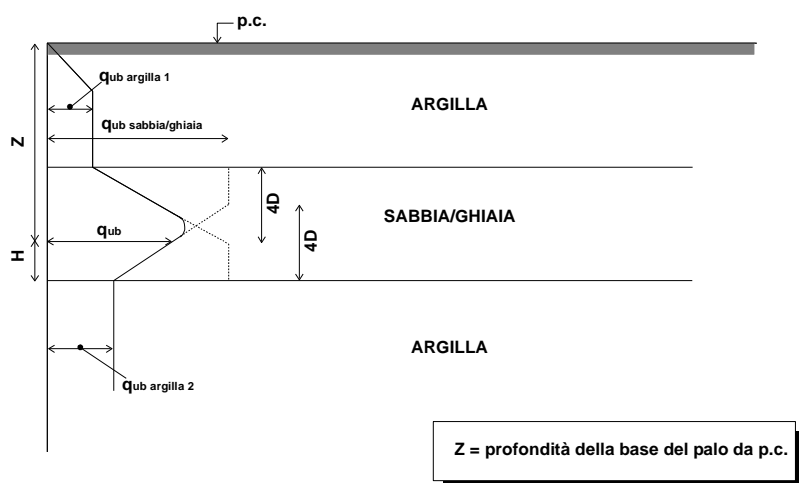 p.c.
qub argilla 1
ARGILLA
qub sabbia/ghiaia
Z
4D
SABBIA/GHIAIA
4D
qub
H
ARGILLA
qub argilla 2
Z = profondità della base del palo da p.c.